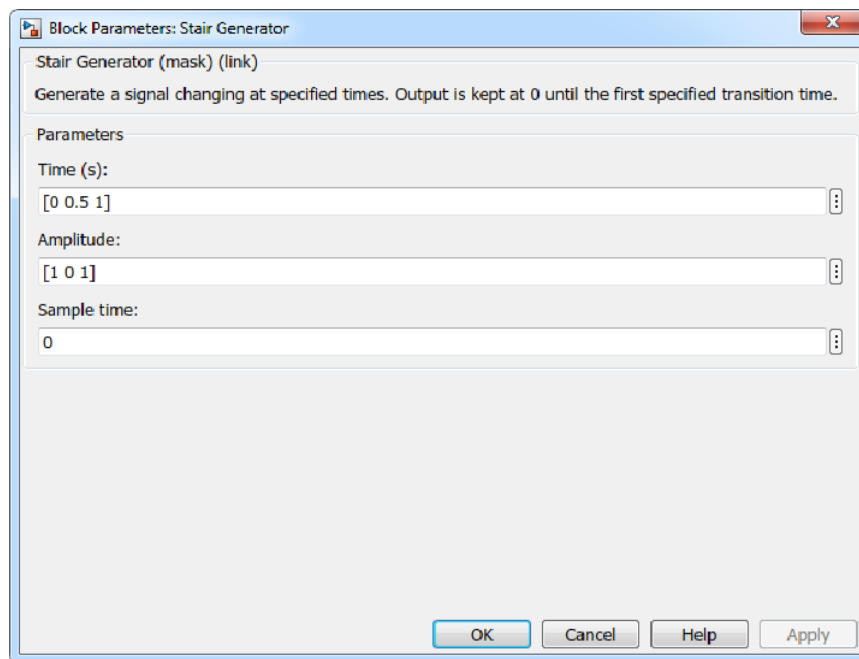 Block Parameters: Stair Generator
Stair Generator (mask) (link)
Generate a signal changing at specified times. Output is kept at 0 until the first specified transition time.
Parameters
Time (s):
[0 0.5 1]
Amplitude:
[1 0 1]
Sample time:
0
OK Cancel Help Apply